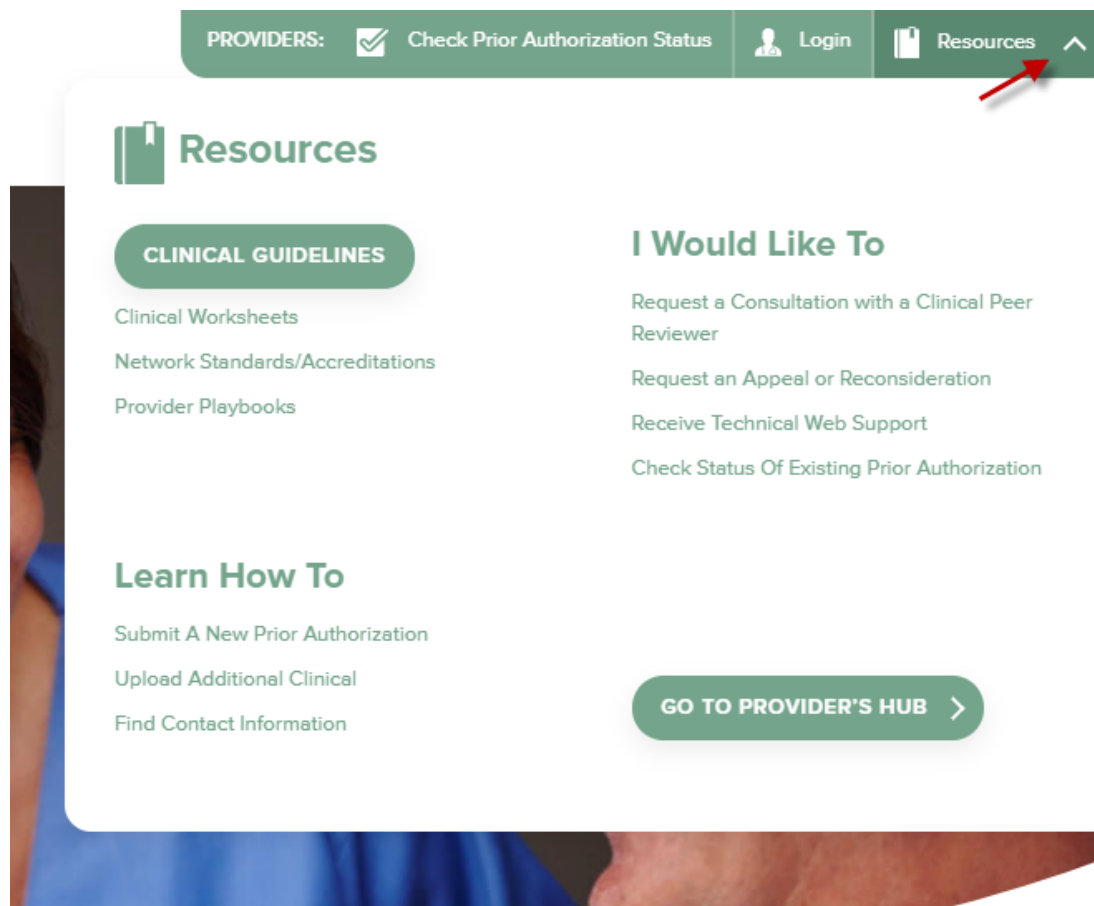 PROVIDERS: Check Prior Authorization Status Login Resources
Resources
CLINICAL GUIDELINES
Clinical Worksheets
Network Standards/Accreditations
Provider Playbooks
I Would Like To
Request a Consultation with a Clinical Peer
Reviewer
Request an Appeal or Reconsideration
Receive Technical Web Support
Check Status Of Existing Prior Authorization
Learn How To
Submit A New Prior Authorization
Upload Additional Clinical
Find Contact Information
GO TO PROVIDER'S HUB